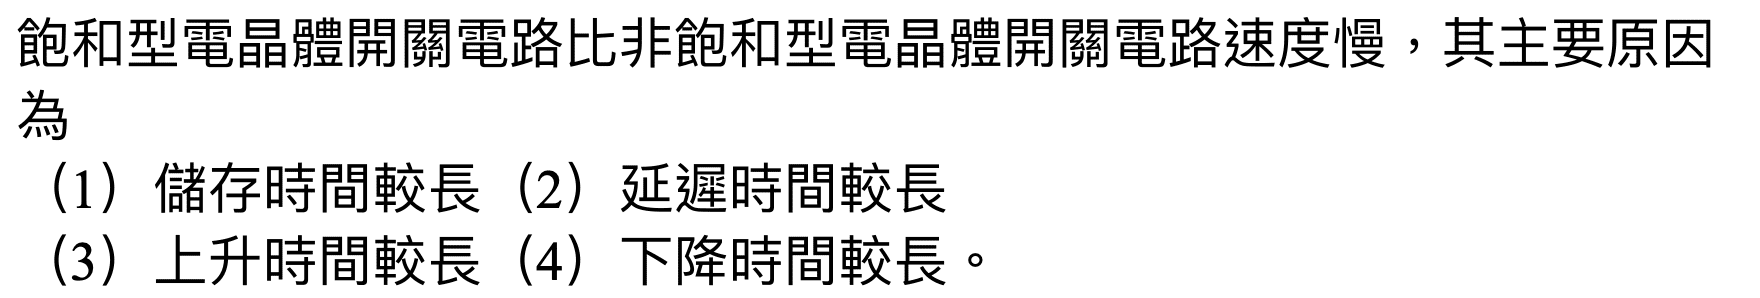 飽和型電晶體開關電路比非飽和型電晶體開關電路速度慢，其主要原因
為
（1）儲存時間較長（2）延遲時間較長
（3）上升時間較長（4）下降時間較長。